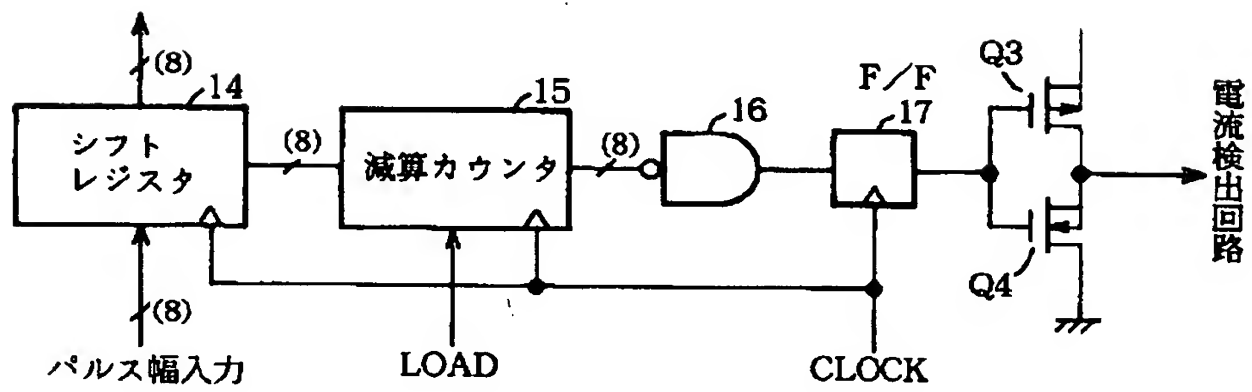 (8)
14
シフト
レジスタ
(8)
15
減算カウンタ
(8)
16
F/F
17
Q3
Q4
電流検出回路
(8)
パルス幅入力
LOAD
CLOCK